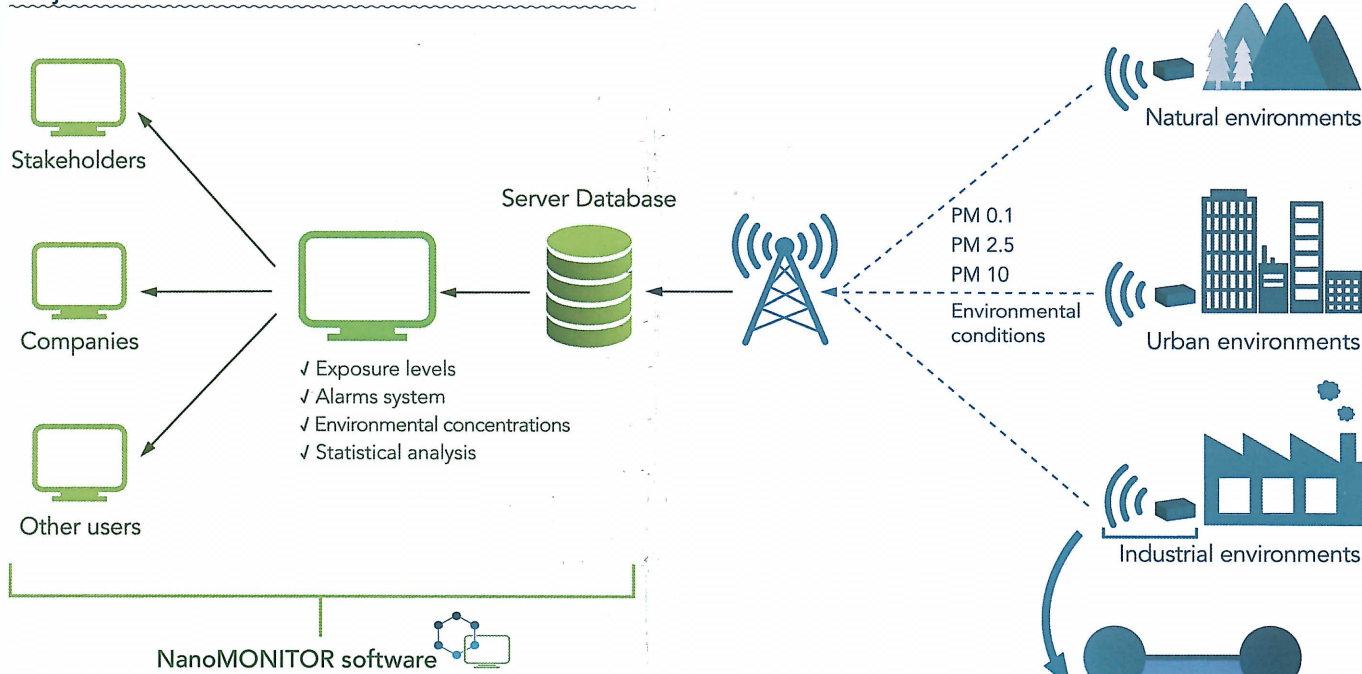 Stakeholders
Companies
Other users
Server Database
√ Exposure levels
√ Alarms system
√ Environmental concentrations
√ Statistical analysis
PM 0.1
PM 2.5
PM 10
Environmental
conditions
Natural environments
Urban environments
Industrial environments
NanoMONITOR software